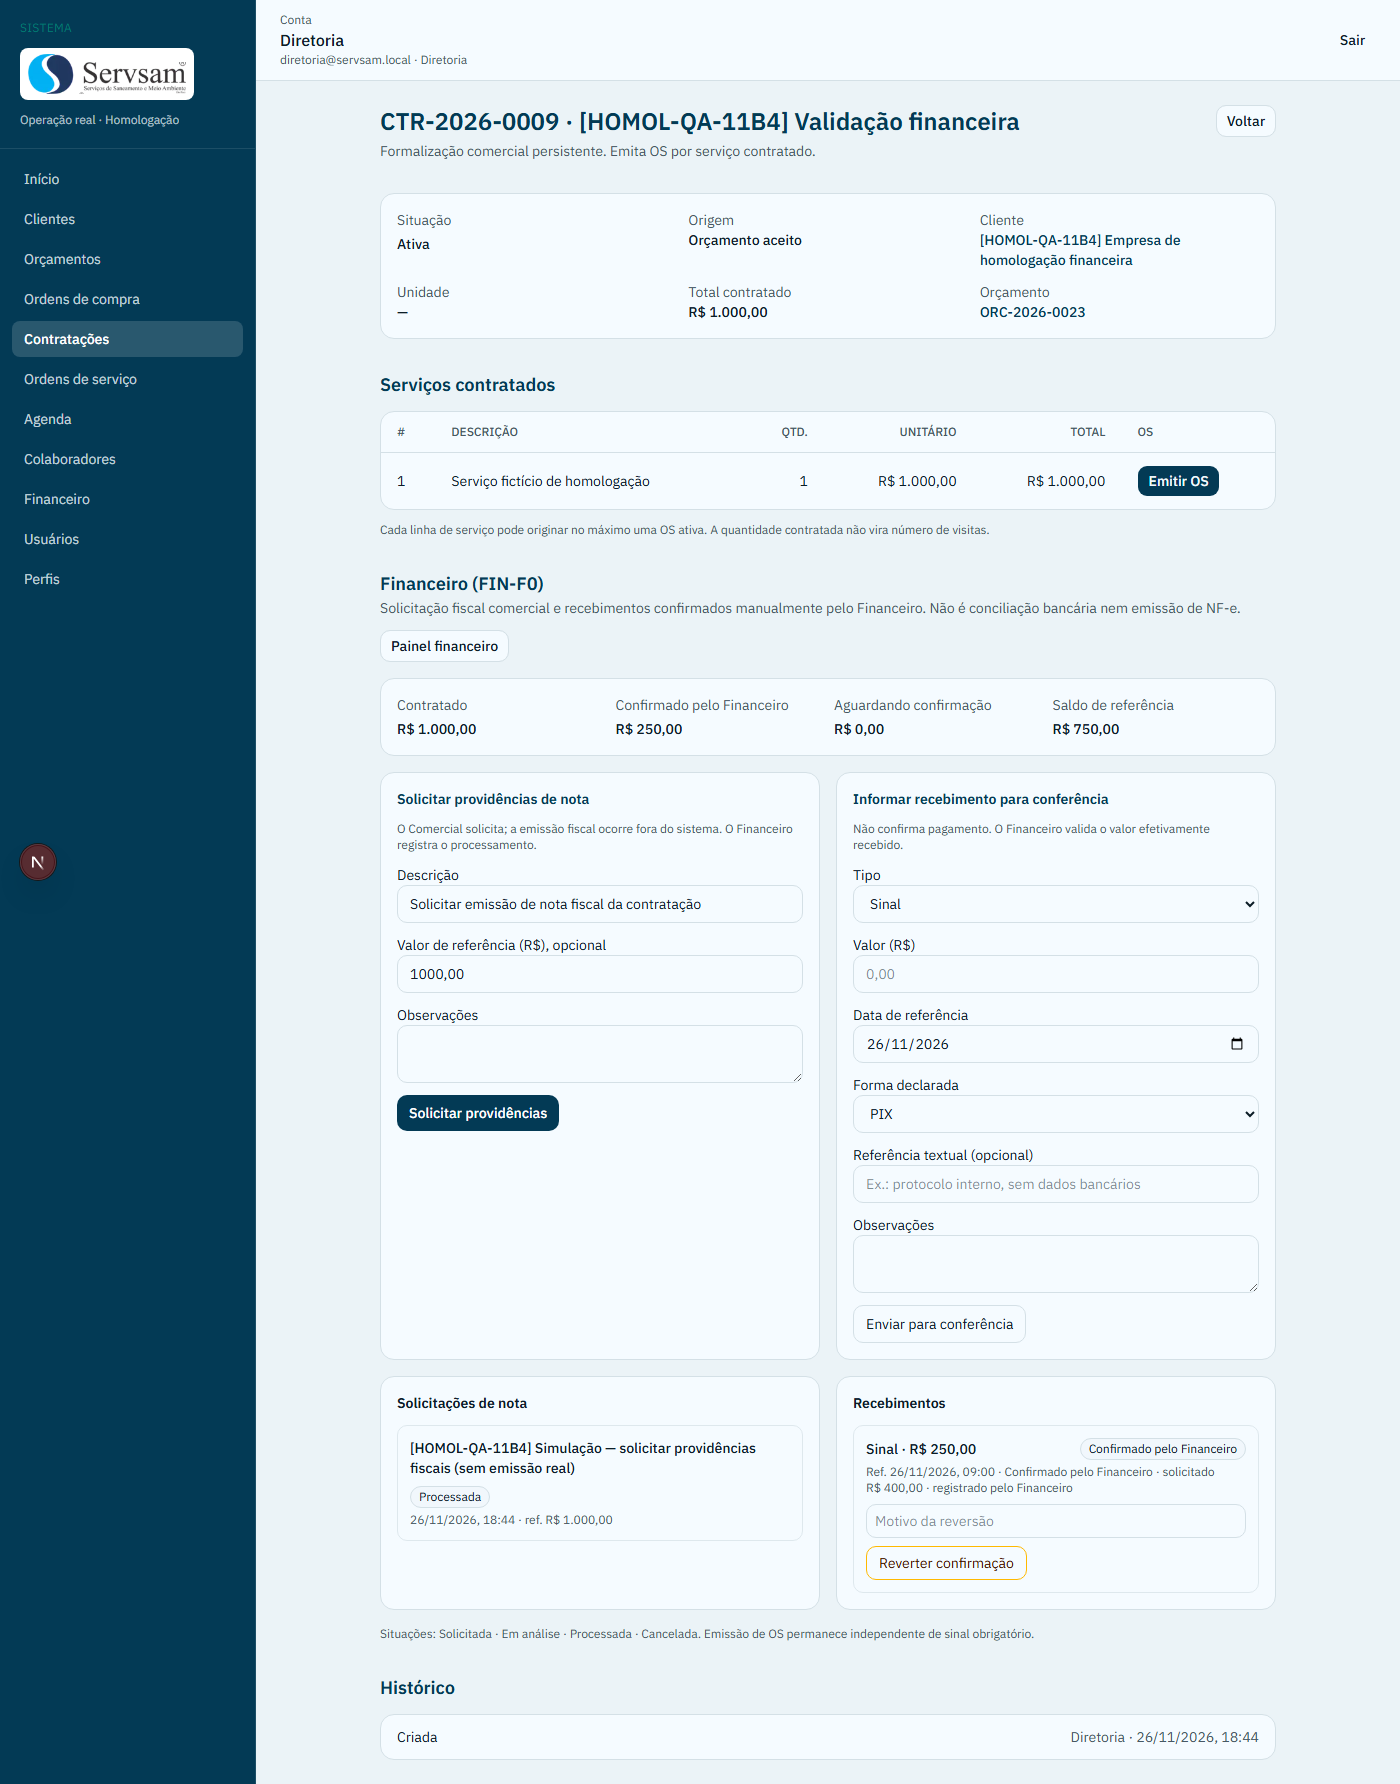 SISTEMA
Servsam
Serviços de Saneamento e Meio Ambiente
Operação real · Homologação
Início
Clientes
Orçamentos
Ordens de compra
Contratações
Ordens de serviço
Agenda
Colaboradores
Financeiro
Usuários
Perfis
N
Conta
Diretoria
diretoria@servsam.local · Diretoria
Sair
CTR-2026-0009 · [HOMOL-QA-11B4] Validação financeira
Voltar
Formalização comercial persistente. Emita OS por serviço contratado.
Situação
Ativa
Origem
Orçamento aceito
Cliente
[HOMOL-QA-11B4] Empresa de
homologação financeira
Unidade
—
Total contratado
R$ 1.000,00
Orçamento
ORC-2026-0023
Serviços contratados
# DESCRIÇÃO QTD. UNITÁRIO TOTAL OS
1 Serviço fictício de homologação 1 R$ 1.000,00 R$ 1.000,00 Emitir OS
Cada linha de serviço pode originar no máximo uma OS ativa. A quantidade contratada não vira número de visitas.
Financeiro (FIN-F0)
Solicitação fiscal comercial e recebimentos confirmados manualmente pelo Financeiro. Não é conciliação bancária nem emissão de NF-e.
Painel financeiro
Contratado
R$ 1.000,00
Confirmado pelo Financeiro
R$ 250,00
Aguardando confirmação
R$ 0,00
Saldo de referência
R$ 750,00
Solicitar providências de nota
O Comercial solicita; a emissão fiscal ocorre fora do sistema. O Financeiro
registra o processamento.
Descrição
Solicitar emissão de nota fiscal da contratação
Valor de referência (R$), opcional
1000,00
Observações
Solicitar providências
Informar recebimento para conferência
Não confirma pagamento. O Financeiro valida o valor efetivamente
recebido.
Tipo
Sinal
Valor (R$)
0,00
Data de referência
26/11/2026
Forma declarada
PIX
Referência textual (opcional)
Ex.: protocolo interno, sem dados bancários
Observações
Enviar para conferência
Solicitações de nota
[HOMOL-QA-11B4] Simulação — solicitar providências
fiscais (sem emissão real)
Processada
26/11/2026, 18:44 · ref. R$ 1.000,00
Recebimentos
Sinal · R$ 250,00
Confirmado pelo Financeiro
Ref. 26/11/2026, 09:00 · Confirmado pelo Financeiro · solicitado
R$ 400,00 · registrado pelo Financeiro
Motivo da reversão
Reverter confirmação
Situações: Solicitada · Em análise · Processada · Cancelada. Emissão de OS permanece independente de sinal obrigatório.
Histórico
Criada
Diretoria · 26/11/2026, 18:44